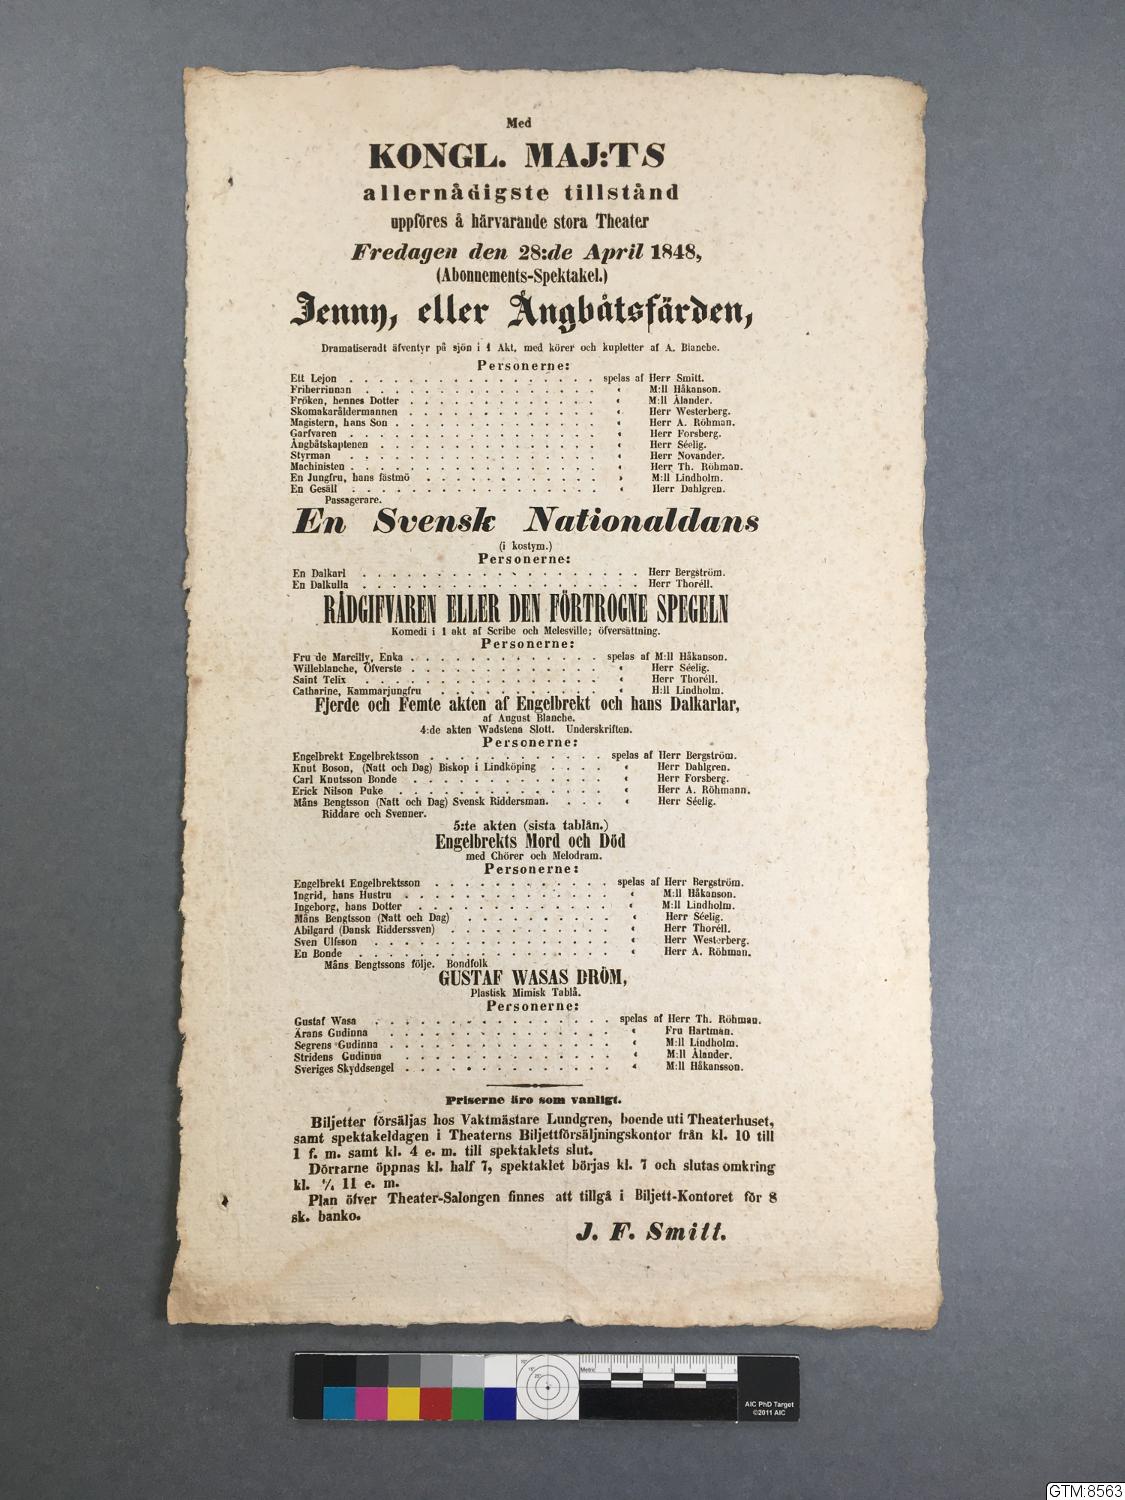 Med
KONGL. MAJ:TS
allernådigste tillstånd
uppföres å härvarande stora Theater
Fredagen den 28:de April 1848,
(Abonnements-Spektakel.)
Jenny, eller Ångbåtsfärden,
Dramatiseradt äfventyr på sjön i 1 Akt, med körer och kupletter af A. Blanche.
Personerne:
Ett Lejon . . . . . . . . . . . . . . . . . spelas af Herr Smitt.
Friherrinnan . . . . . . . . . . . . . . . . « M:ll Håkanson.
Fröken, hennes Dotter . . . . . . . . . . . . . « M:ll Ålander.
Skomakaråldermannen . . . . . . . . . . . . . « Herr Westerberg.
Magistern, hans Son . . . . . . . . . . . . . . « Herr A. Röhman.
Garfvaren . . . . . . . . . . . . . . . . . « Herr Forsberg.
Ångbåtskaptenen . . . . . . . . . . . . . . . « Herr Séelig.
Styrman . . . . . . . . . . . . . . . . . « Herr Novander.
Machinisten . . . . . . . . . . . . . . . . . « Herr Th. Röhman.
En Jungfru, hans fästmö . . . . . . . . . . . . » M:ll Lindholm.
En Gesäll . . . . . . . . . . . . . . . . . « Herr Dahlgren.
Passagerare.
En Svensk Nationaldans
(i kostym.)
Personerne:
En Dalkarl . . . . . . . . . . . . . . . . . . . Herr Bergström.
En Dalkulla . . . . . . . . . . . . . . . . . . . Herr Thoréll.
RÅDGIFVAREN ELLER DEN FÖRTROGNE SPEGELN
Komedi i 1 akt af Scribe och Melesville; öfversättning.
Personerne:
Fru de Marcilly, Enka . . . . . . . . . . . . . spelas af M:ll Håkanson.
Willeblanche, Öfverste . . . . . . . . . . . . . « Herr Séelig.
Saint Telix . . . . . . . . . . . . . . . . « Herr Thoréll.
Catharine, Kammarjungfru . . . . . . . . . . . « H:ll Lindholm.
Fjerde och Femte akten af Engelbrekt och hans Dalkarlar,
af August Blanche.
4:de akten Wadstena Slott. Underskriften.
Personerne:
Engelbrekt Engelbrektsson . . . . . . . . . . . . spelas af Herr Bergström.
Knut Boson, (Natt och Dag) Biskop i Lindköping . . . . « Herr Dahlgren.
Carl Knutsson Bonde . . . . . . . . . . . . . « Herr Forsberg.
Erick Nilson Puke . . . . . . . . . . . . . . « Herr A. Röhmann.
Måns Bengtsson (Natt och Dag) Svensk Riddersman. . . . « Herr Séelig.
Riddare och Svenner.
5:te akten (sista tablån.)
Engelbrekts Mord och Död
med Chörer och Melodram.
Personerne:
Engelbrekt Engelbrektsson . . . . . . . . . . . . spelas af Herr Bergström.
Ingrid, hans Hustru . . . . . . . . . . . . . . « M:ll Håkanson.
Ingeborg, hans Dotter . . . . . . . . . . . . . « M:ll Lindholm.
Måns Bengtsson (Natt och Dag) . . . . . . . . . . « Herr Séelig.
Abilgard (Dansk Ridderssven) . . . . . . . . . . . « Herr Thoréll.
Sven Ulfsson . . . . . . . . . . . . . . . . « Herr Westerberg.
En Bonde . . . . . . . . . . . . . . . . . « Herr A. Röhman.
Måns Bengtssons följe. Bondfolk
GUSTAF WASAS DRÖM,
Plastisk Mimisk Tablå.
Personerne:
Gustaf Wasa . . . . . . . . . . . . . . . . spelas af Herr Th. Röhman.
Ärans Gudinna . . . . . . . . . . . . . . . « Fru Hartman.
Segrens Gudinna . . . . . . . . . . . . . . . « M:ll Lindholm.
Stridens Gudinna . . . . . . . . . . . . . . « M:ll Ålander.
Sveriges Skyddsengel . . . . . . . . . . . . . . « M:ll Håkansson.
Priserne äro som vanligt.
Biljetter försäljas hos Vaktmästare Lundgren, boende uti Theaterhuset,
samt spektakeldagen i Theaterns Biljettförsäljningskontor från kl. 10 till
1 f. m. samt kl. 4 e. m. till spektaklets slut.
Dörrarne öppnas kl. half 7, spektaklet börjas kl. 7 och slutas omkring
kl. 11 e. m.
Plan öfver Theater-Salongen finnes att tillgå i Biljett-Kontoret för 8
sk. banko.
J. F. Smitt.
Metric 1 2 3 4 5
AIC PhD Target
©2011 AIC
GTM:8563